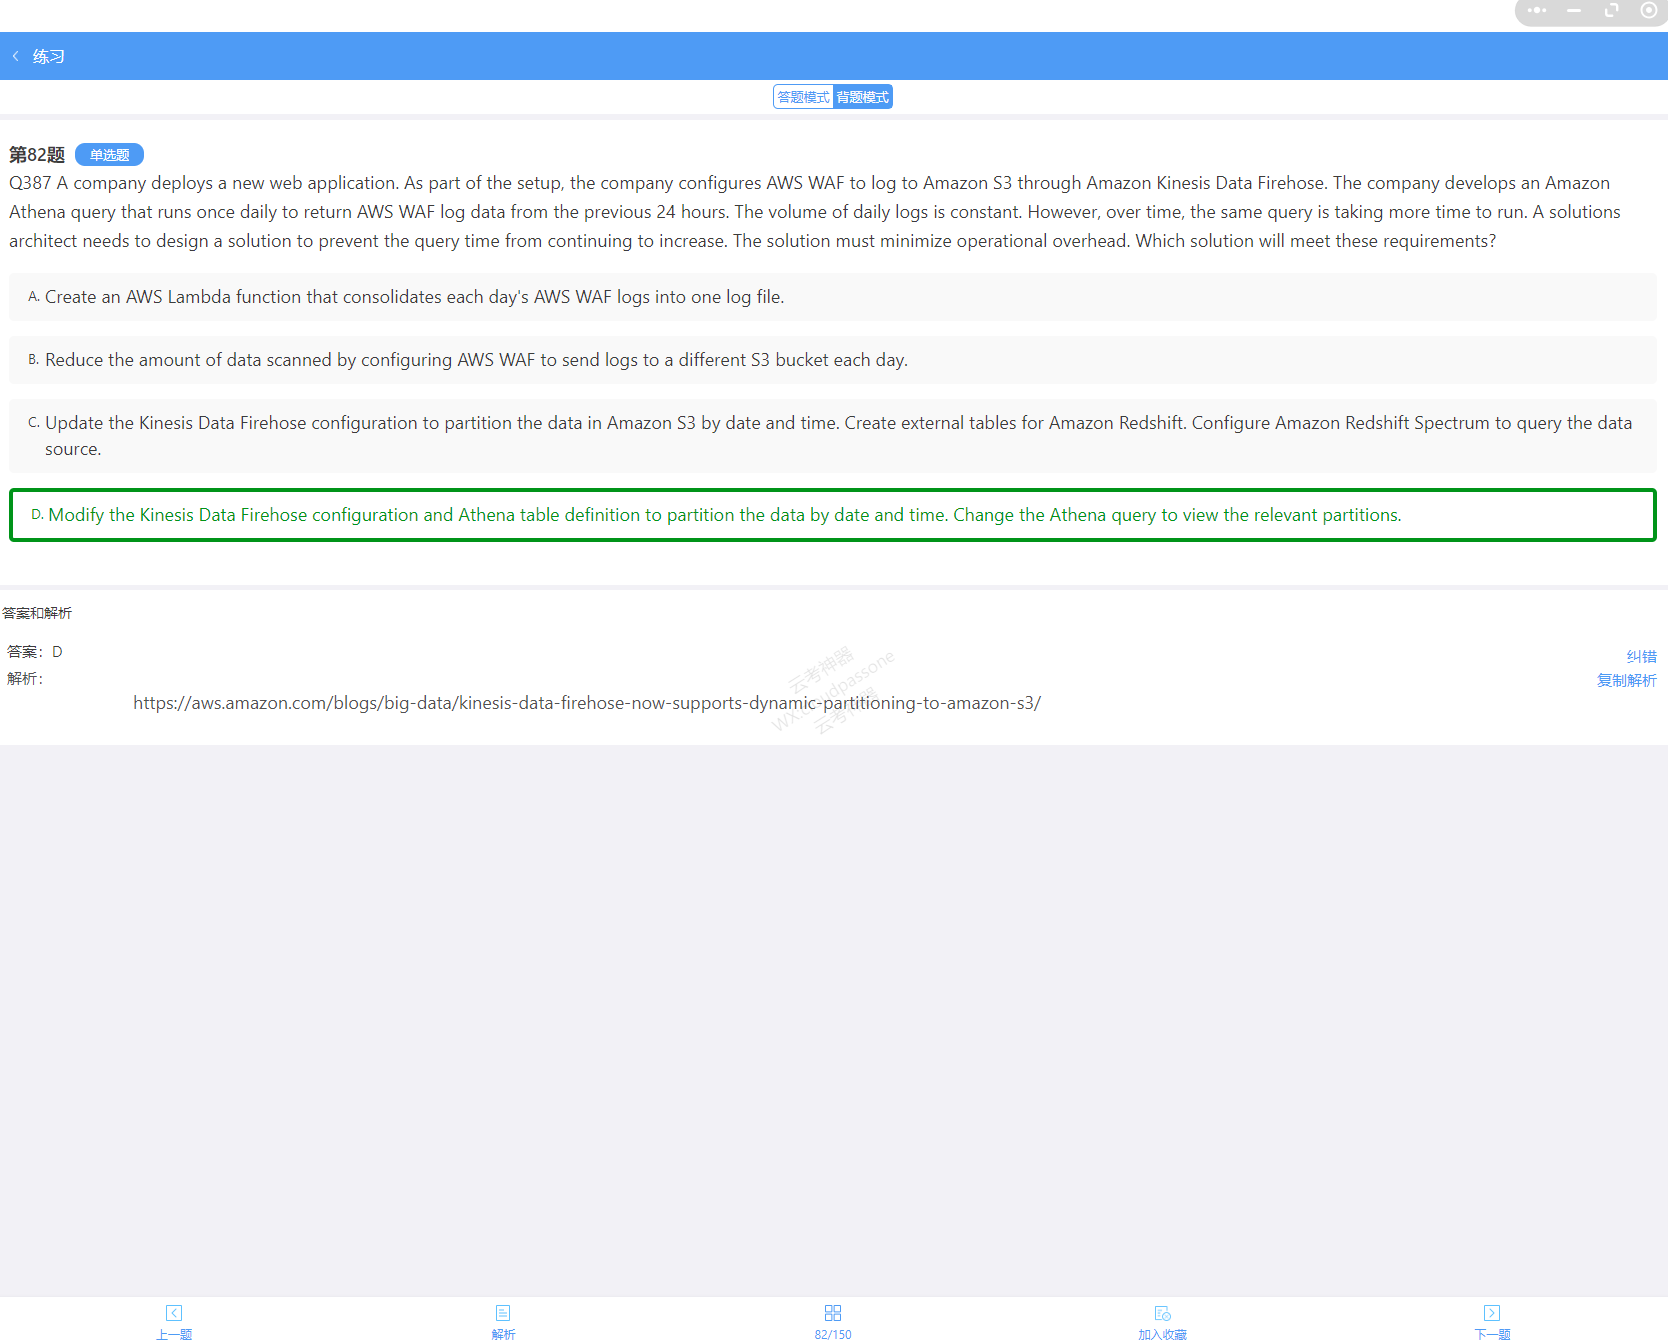 练习
答题模式 背题模式
第82题 单选题
Q387 A company deploys a new web application. As part of the setup, the company configures AWS WAF to log to Amazon S3 through Amazon Kinesis Data Firehose. The company develops an Amazon
Athena query that runs once daily to return AWS WAF log data from the previous 24 hours. The volume of daily logs is constant. However, over time, the same query is taking more time to run. A solutions
architect needs to design a solution to prevent the query time from continuing to increase. The solution must minimize operational overhead. Which solution will meet these requirements?
A. Create an AWS Lambda function that consolidates each day's AWS WAF logs into one log file.
B. Reduce the amount of data scanned by configuring AWS WAF to send logs to a different S3 bucket each day.
C. Update the Kinesis Data Firehose configuration to partition the data in Amazon S3 by date and time. Create external tables for Amazon Redshift. Configure Amazon Redshift Spectrum to query the data
source.
D. Modify the Kinesis Data Firehose configuration and Athena table definition to partition the data by date and time. Change the Athena query to view the relevant partitions.
答案和解析
答案：D
纠错
解析：
复制解析
https://aws.amazon.com/blogs/big-data/kinesis-data-firehose-now-supports-dynamic-partitioning-to-amazon-s3/
云考神器
云考神器
上一题 解析 82/150 加入收藏 下一题